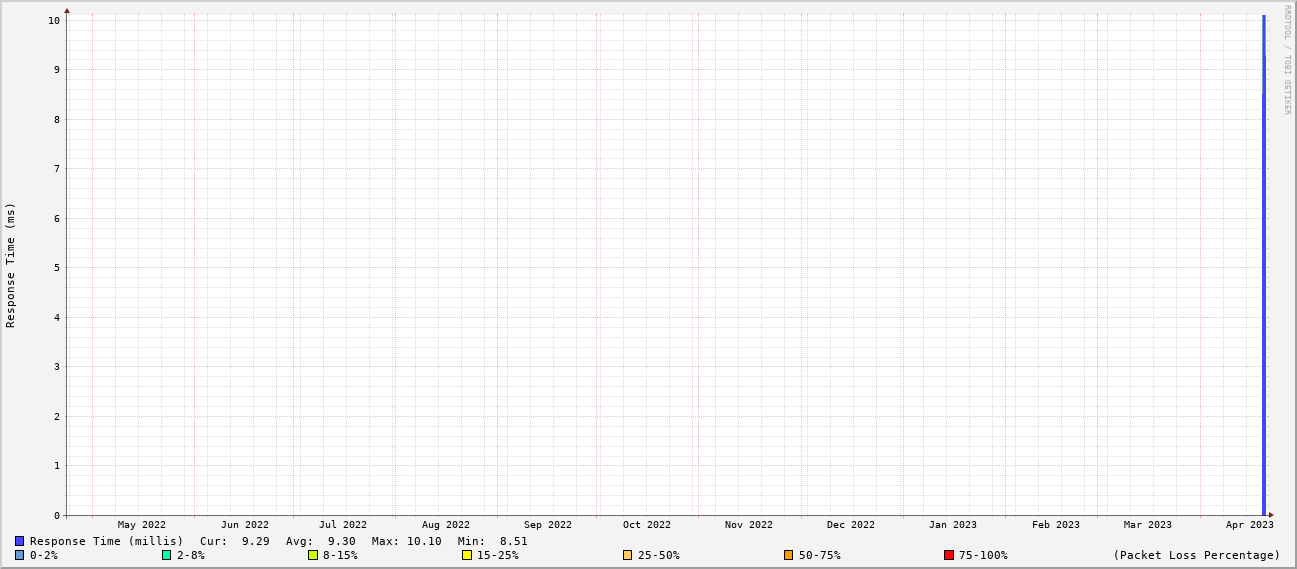 RRDTOOL / TOBI OETIKER
Response Time (ms)
10
9
8
7
6
5
4
3
2
1
0
May 2022 Jun 2022 Jul 2022 Aug 2022 Sep 2022 Oct 2022 Nov 2022 Dec 2022 Jan 2023 Feb 2023 Mar 2023 Apr 2023
Response Time (millis) Cur: 9.29 Avg: 9.30 Max: 10.10 Min: 8.51
0-2% 2-8% 8-15% 15-25% 25-50% 50-75% 75-100% (Packet Loss Percentage)